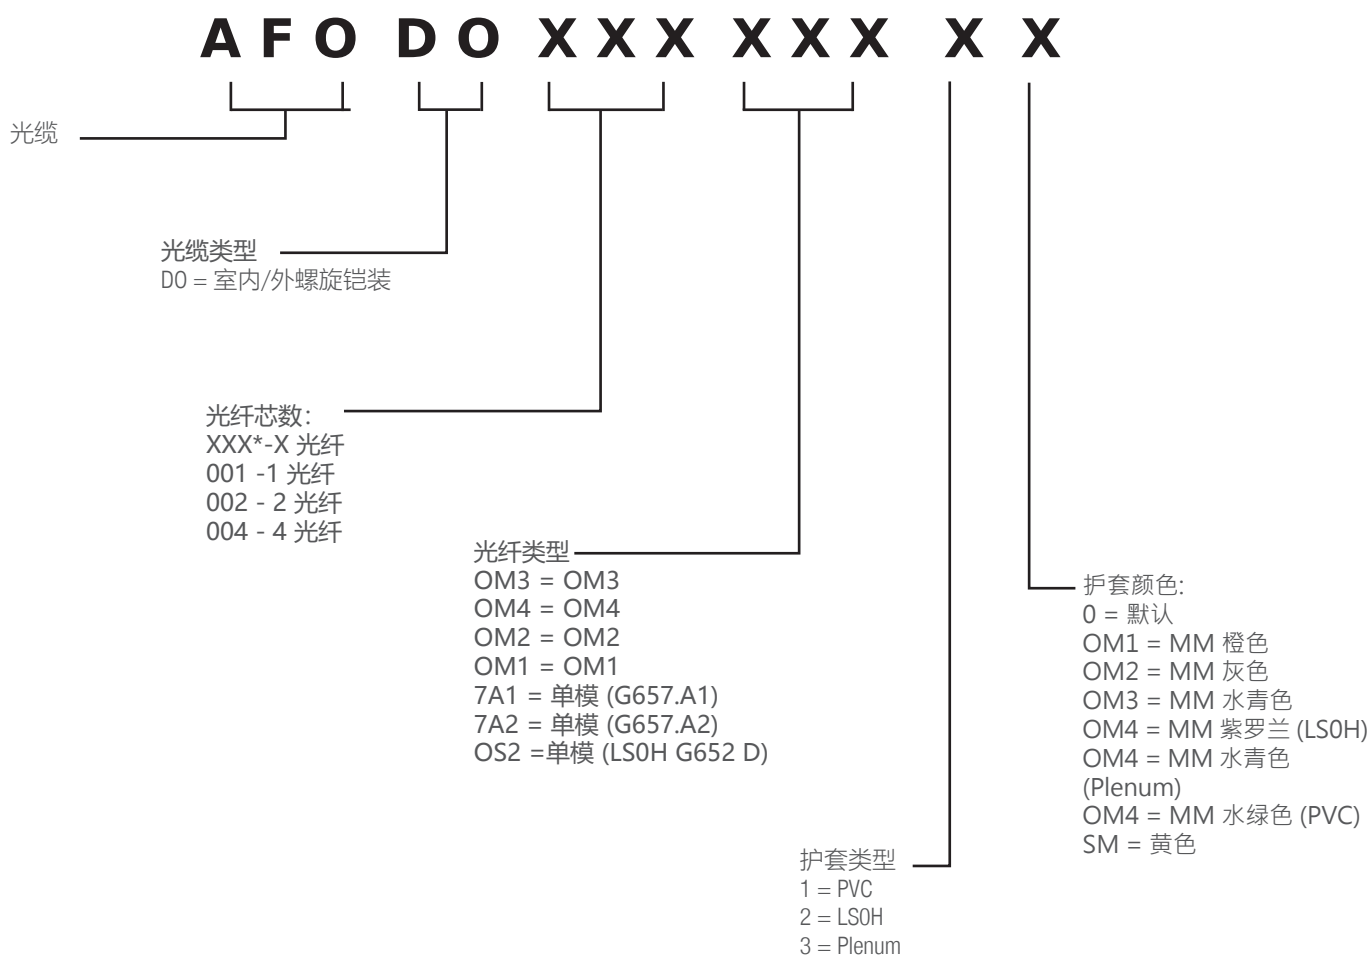 AFO DO XXX XXX X X
光缆
光缆类型
DO = 室内/外螺旋铠装
光纤芯数:
XXX*-X 光纤
001 -1 光纤
002 - 2 光纤
004 - 4 光纤
光纤类型
OM3 = OM3
OM4 = OM4
OM2 = OM2
OM1 = OM1
7A1 = 单模 (G657.A1)
7A2 = 单模 (G657.A2)
OS2 =单模 (LS0H G652 D)
护套颜色:
0 = 默认
OM1 = MM 橙色
OM2 = MM 灰色
OM3 = MM 水青色
OM4 = MM 紫罗兰 (LS0H)
OM4 = MM 水青色
(Plenum)
OM4 = MM 水绿色 (PVC)
SM = 黄色
护套类型
1 = PVC
2 = LS0H
3 = Plenum